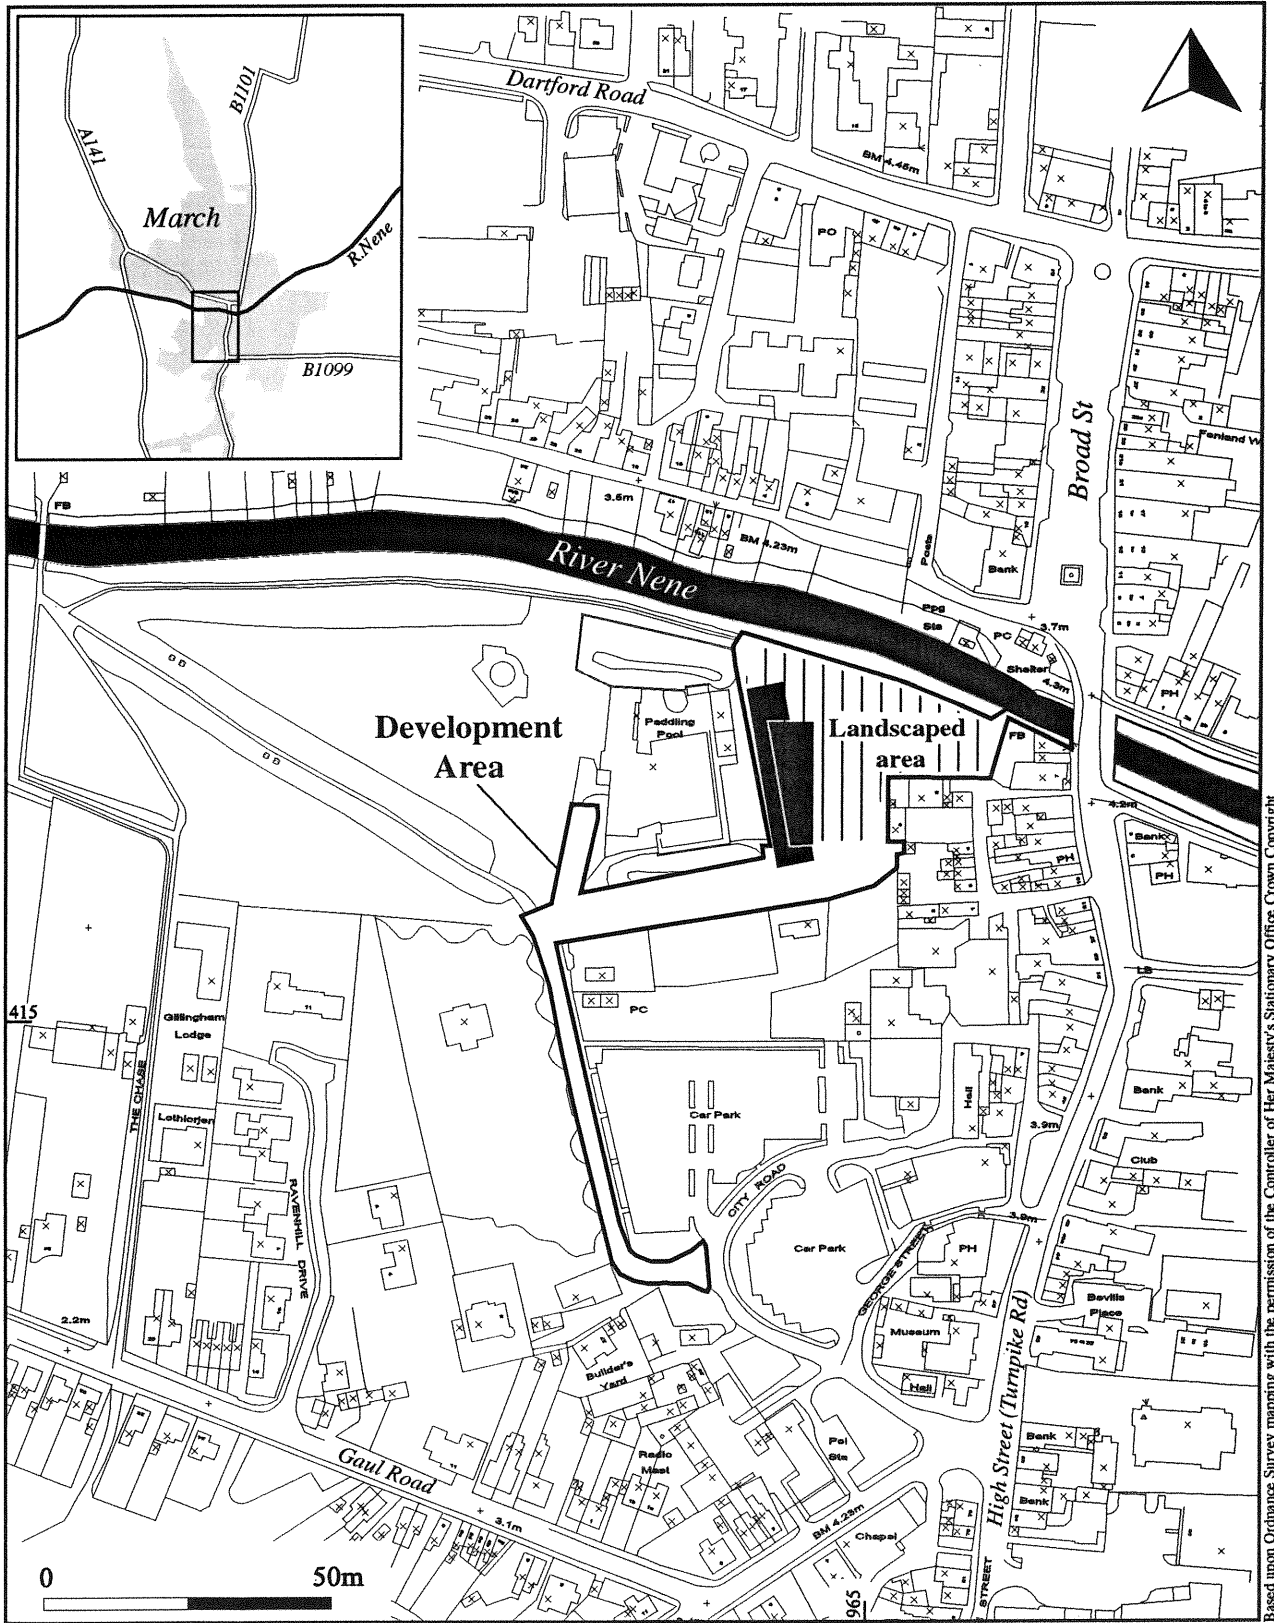 B1101
A141
March
R.Nene
B1099
Dartford Road
BM 4.45m
PO
Broad St
Fenland W
FB
3.5m
BM 4.23m
River Nene
Posts
Bank
Ppg
Sta
PC
3.7m
Shelter
4.3m
PH
Development
Area
Paddling
Pool
Landscaped
area
FB
4.2m
Bank
PH
PH
LB
415
PC
Gillingham
Lodge
THE CHASE
Bank
Hall
Car Park
3.9m
Club
CITY ROAD
RAVENHILL DRIVE
3.9m
Car Park
GEORGE STREET
PH
Bevills
Place
2.2m
Museum
Hall
Builder's
Yard
High Street (Turnpike Rd)
Pol
Sta
Bank
Radio
Mast
Gaul Road
Bank
3.1m
BM 4.23m
Chapel
STREET
0
50m
965
Based upon Ordnance Survey mapping with the permission of the Controller of Her Majesty's Stationary Office Crown Copyright